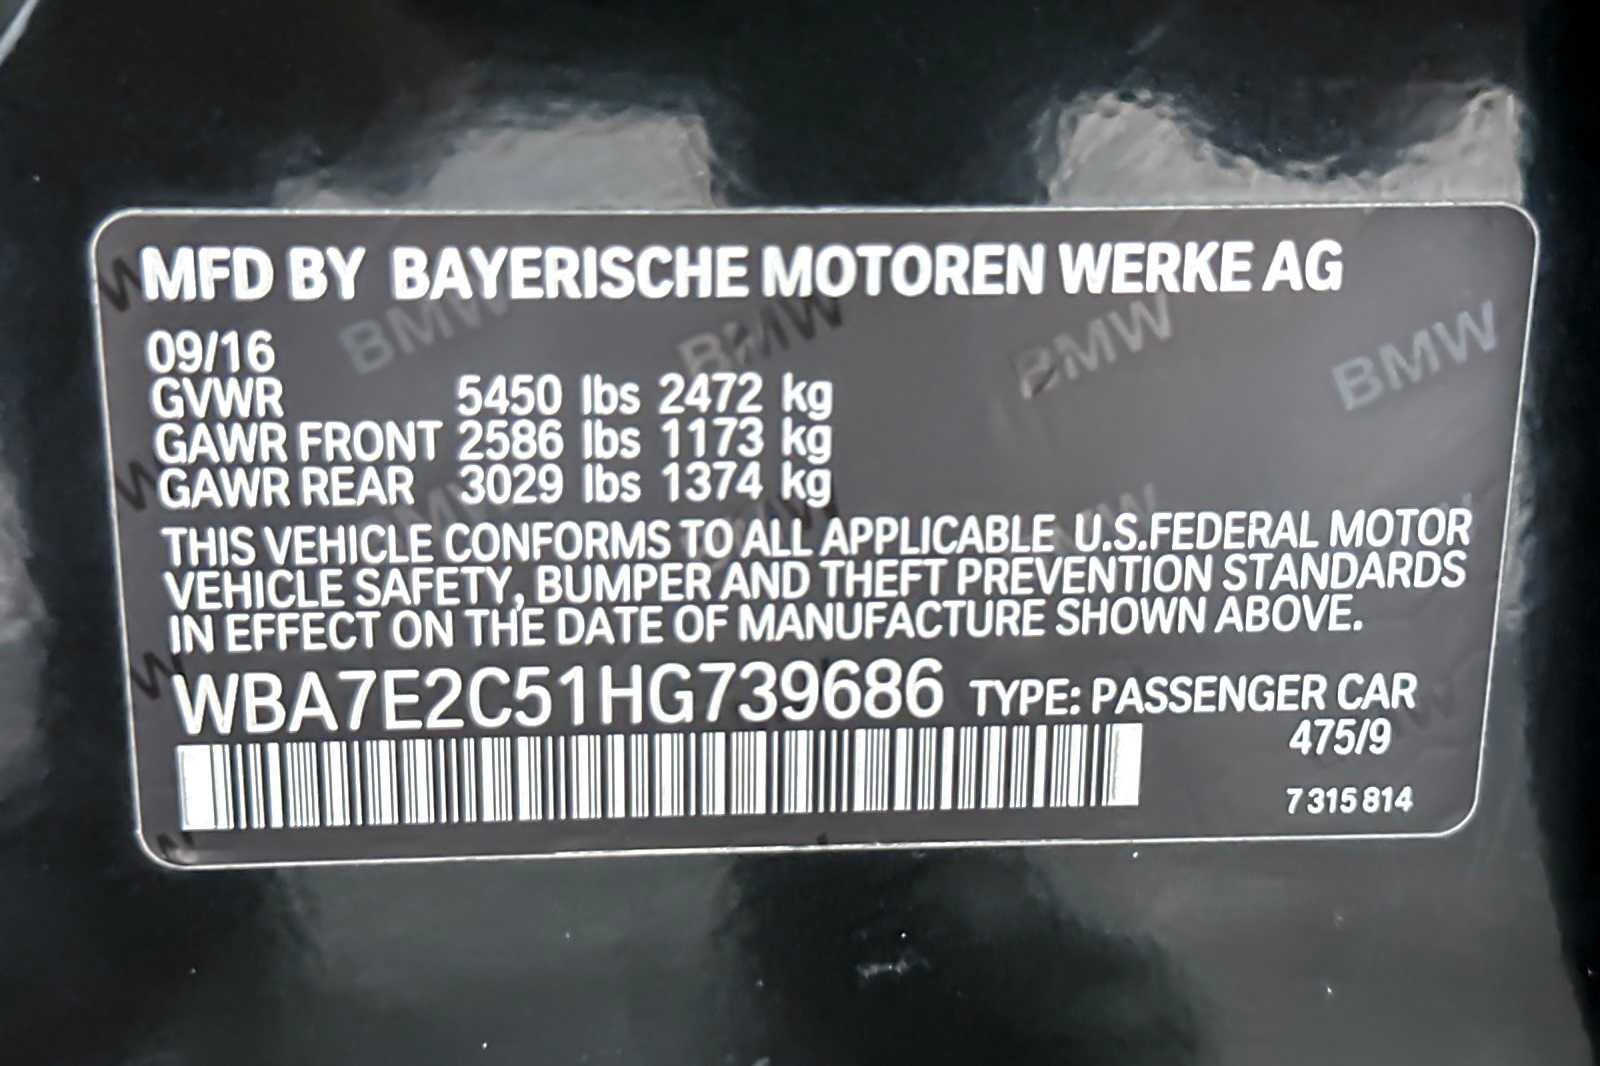 MFD BY BAYERISCHE MOTOREN WERKE AG
09/16
GVWR 5450 lbs 2472 kg
GAWR FRONT 2586 lbs 1173 kg
GAWR REAR 3029 lbs 1374 kg
THIS VEHICLE CONFORMS TO ALL APPLICABLE U.S.FEDERAL MOTOR
VEHICLE SAFETY, BUMPER AND THEFT PREVENTION STANDARDS
IN EFFECT ON THE DATE OF MANUFACTURE SHOWN ABOVE.
WBA7E2C51HG739686 TYPE: PASSENGER CAR
475/9
7 315 814
BMW BMW BMW BMW